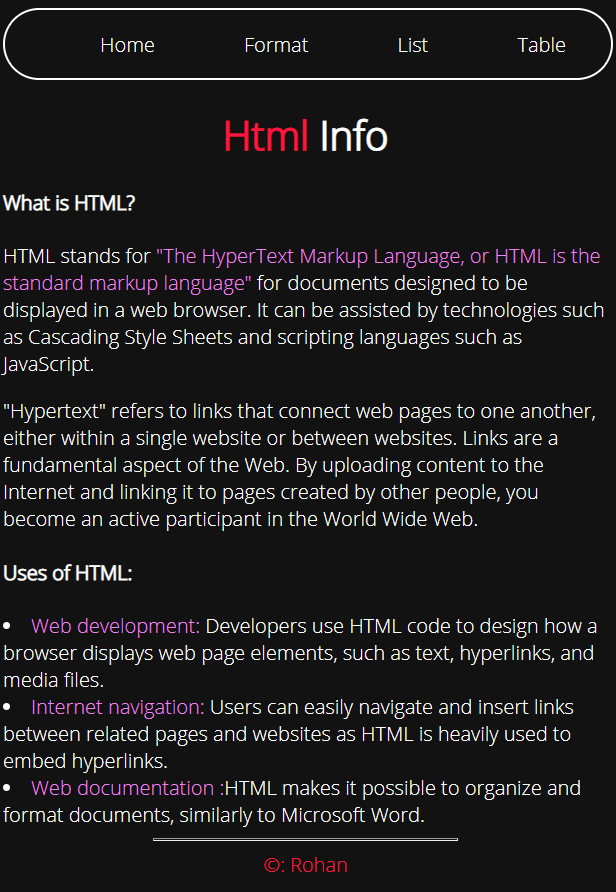 Home Format List Table
Html Info
What is HTML?
HTML stands for "The HyperText Markup Language, or HTML is the
standard markup language" for documents designed to be
displayed in a web browser. It can be assisted by technologies such
as Cascading Style Sheets and scripting languages such as
JavaScript.
"Hypertext" refers to links that connect web pages to one another,
either within a single website or between websites. Links are a
fundamental aspect of the Web. By uploading content to the
Internet and linking it to pages created by other people, you
become an active participant in the World Wide Web.
Uses of HTML:
• Web development: Developers use HTML code to design how a
browser displays web page elements, such as text, hyperlinks, and
media files.
• Internet navigation: Users can easily navigate and insert links
between related pages and websites as HTML is heavily used to
embed hyperlinks.
• Web documentation :HTML makes it possible to organize and
format documents, similarly to Microsoft Word.
©: Rohan